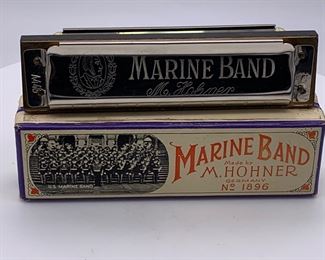 MARINE BAND
M. Hohner
MARINE BAND
Made by
M. HOHNER
GERMANY
Nº 1896
U.S. MARINE BAND